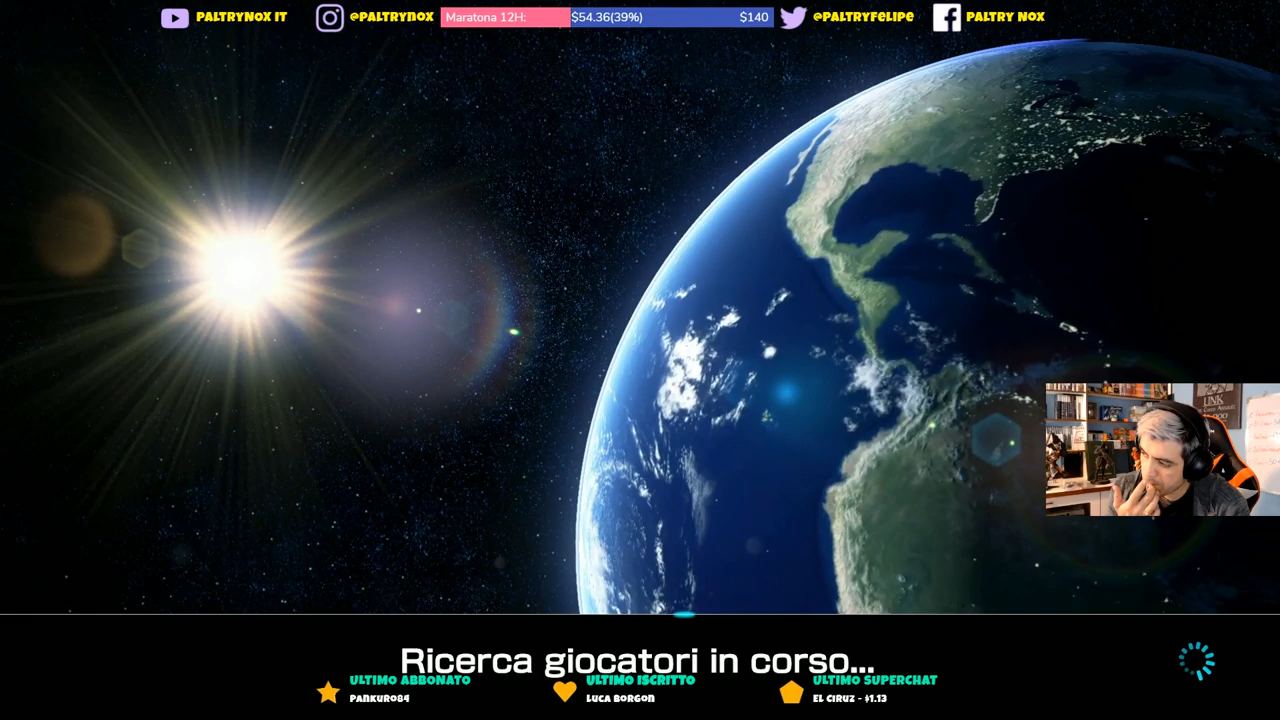 PALTRYNOX IT
@PALTRYNOX
Maratona 12H:
$54.36(39%)
$140
@PALTRYFELIPE
PALTRY NOX
LINK
Ricerca giocatori in corso...
ULTIMO ABBONATO
PANKURO84
ULTIMO ISCRITTO
LUCA BORGON
ULTIMO SUPERCHAT
EL CIRUZ - $1.13